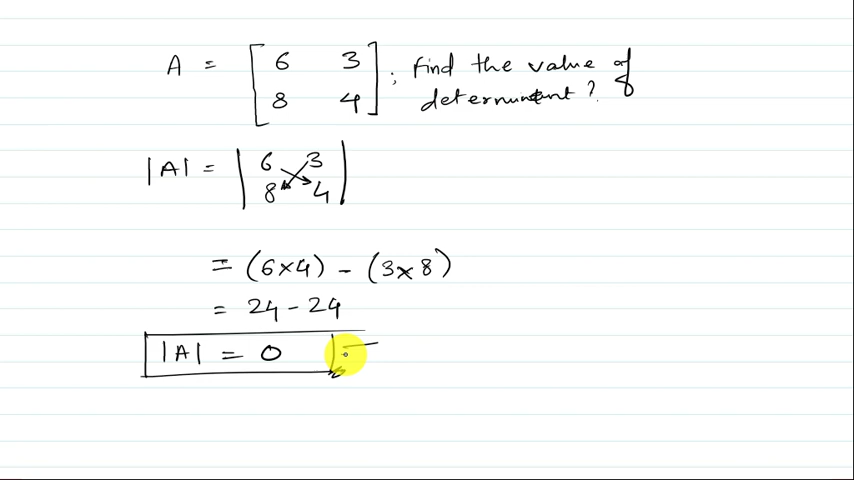 A = [ 6 3 ; find the value of
8 4 ] determinant ?
|A| = | 6 3
8 4 |
= (6×4) - (3×8)
= 24 - 24
|A| = 0